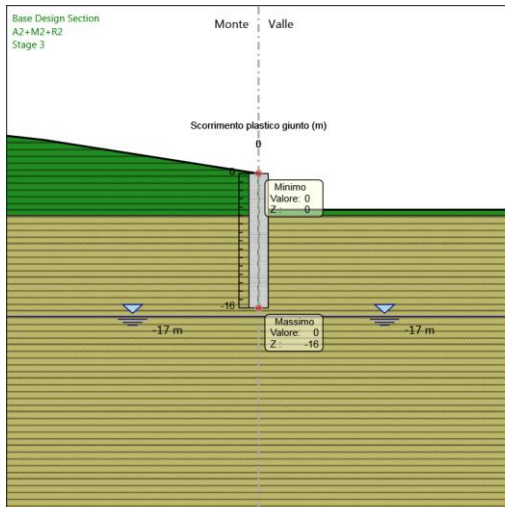 Base Design Section
A2+M2+R2
Stage 3
Monte Valle
Scorrimento plastico giunto (m)
0
0
Minimo
Valore: 0
Z : 0
-16
Massimo
Valore: 0
Z : -16
-17 m
-17 m